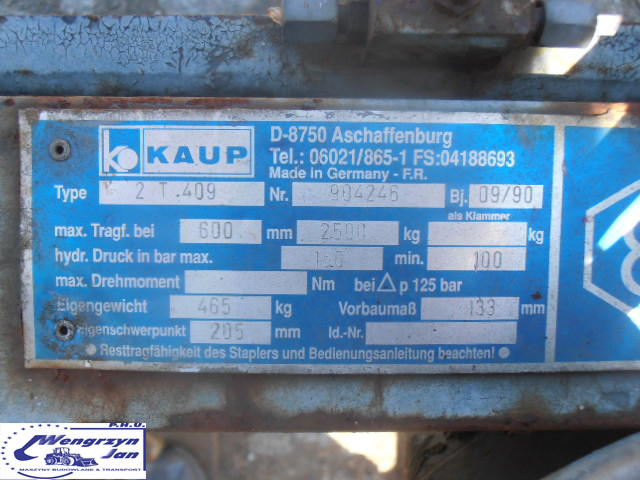 KAUP
D-8750 Aschaffenburg
Tel.: 06021/865-1 FS:04188693
Made in Germany - F.R.
Type 2 T.409 Nr. 904246 Bj. 09/90
als Klammer
max. Tragf. bei 600 mm 2500 kg kg
hydr. Druck in bar max. 150 min. 100
max. Drehmoment Nm bei △ p 125 bar
Eigengewicht 465 kg Vorbaumaß 133 mm
Eigenschwerpunkt 205 mm Id.-Nr.
Resttragfähigkeit des Staplers und Bedienungsanleitung beachten!
P.H.U.
Wengrzyn
Jan
MASZYNY BUDOWLANE & TRANSPORT